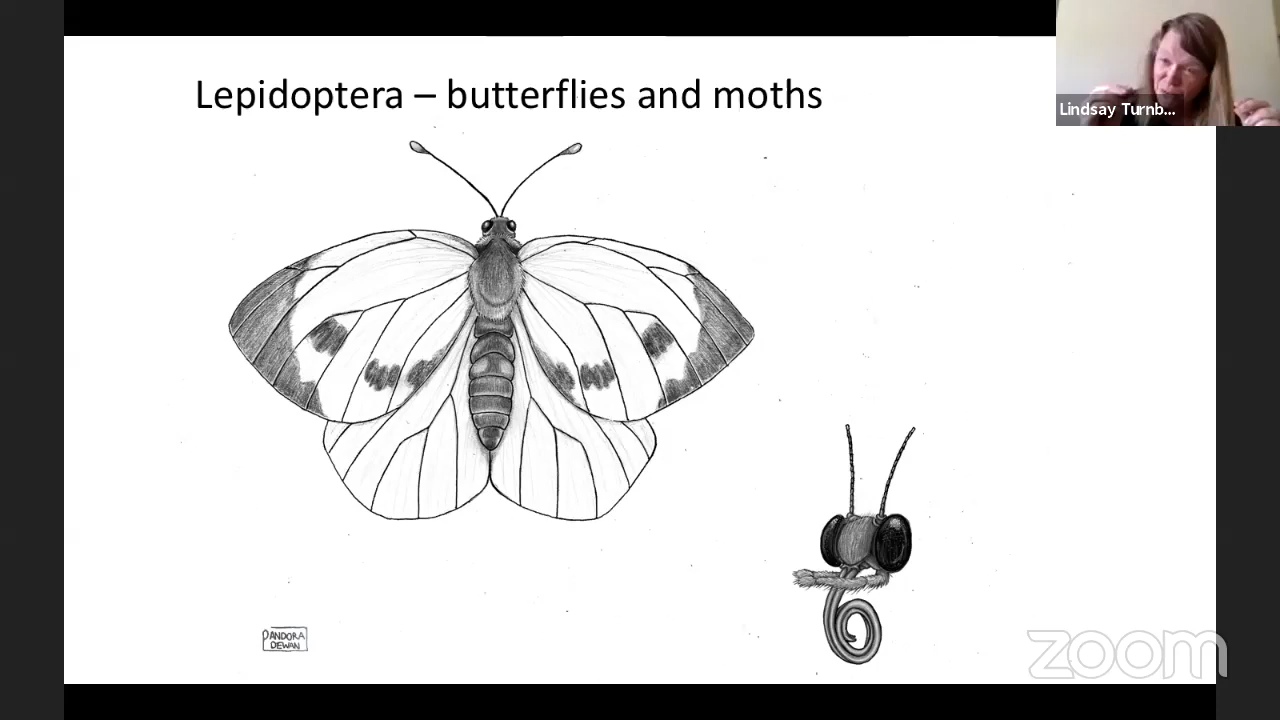 Lepidoptera – butterflies and moths
Lindsay Turnb...
PANDORA
DEWAN
zoom